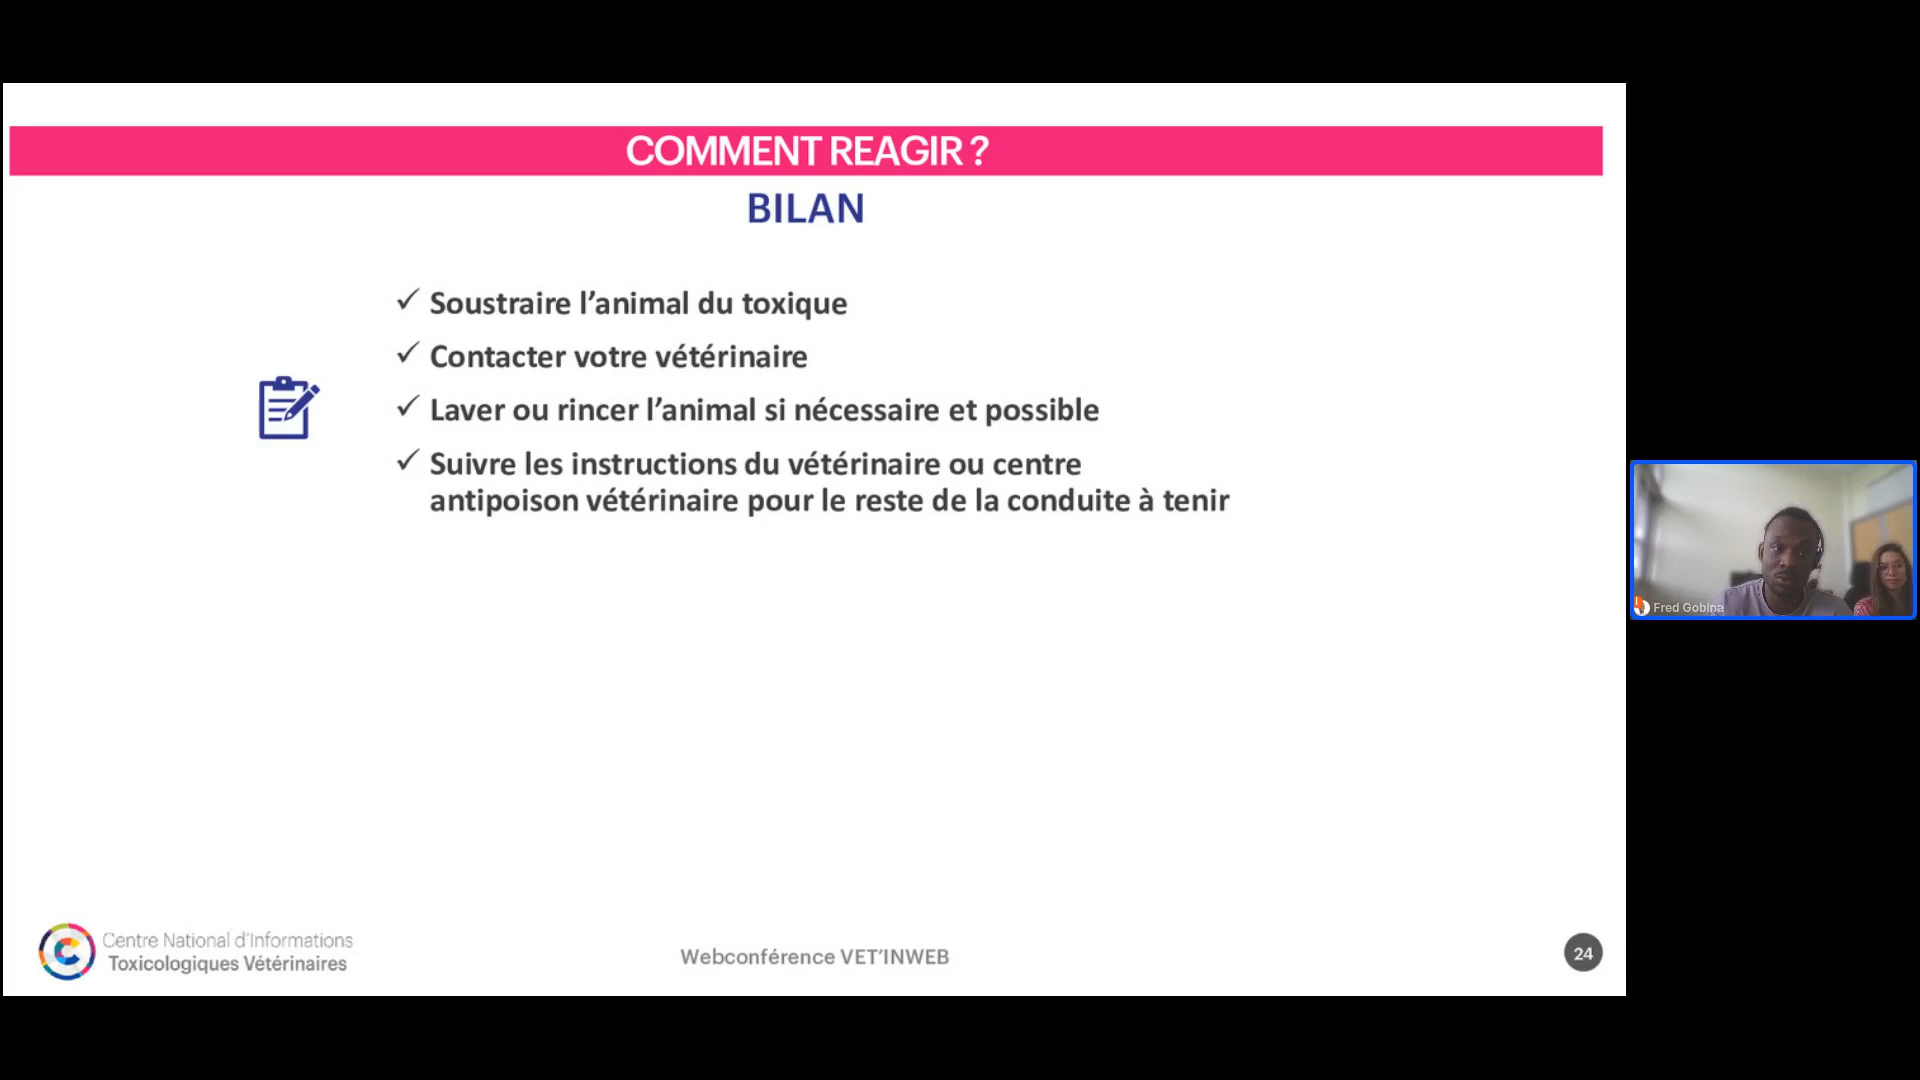 COMMENT REAGIR ?
BILAN
✓ Soustraire l’animal du toxique
✓ Contacter votre vétérinaire
✓ Laver ou rincer l’animal si nécessaire et possible
✓ Suivre les instructions du vétérinaire ou centre
antipoison vétérinaire pour le reste de la conduite à tenir
Fred Gobina
Centre National d’Informations
Toxicologiques Vétérinaires
Webconférence VET’INWEB
24